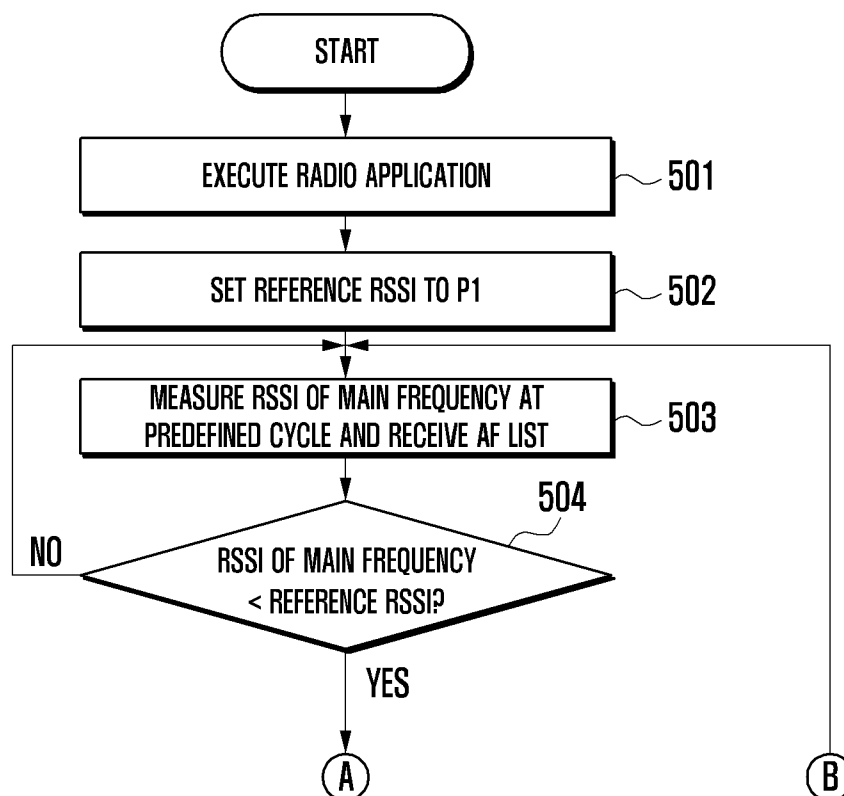 START
EXECUTE RADIO APPLICATION
501
SET REFERENCE RSSI TO P1
502
MEASURE RSSI OF MAIN FREQUENCY AT
PREDEFINED CYCLE AND RECEIVE AF LIST
503
504
NO
RSSI OF MAIN FREQUENCY
< REFERENCE RSSI?
YES
A
B